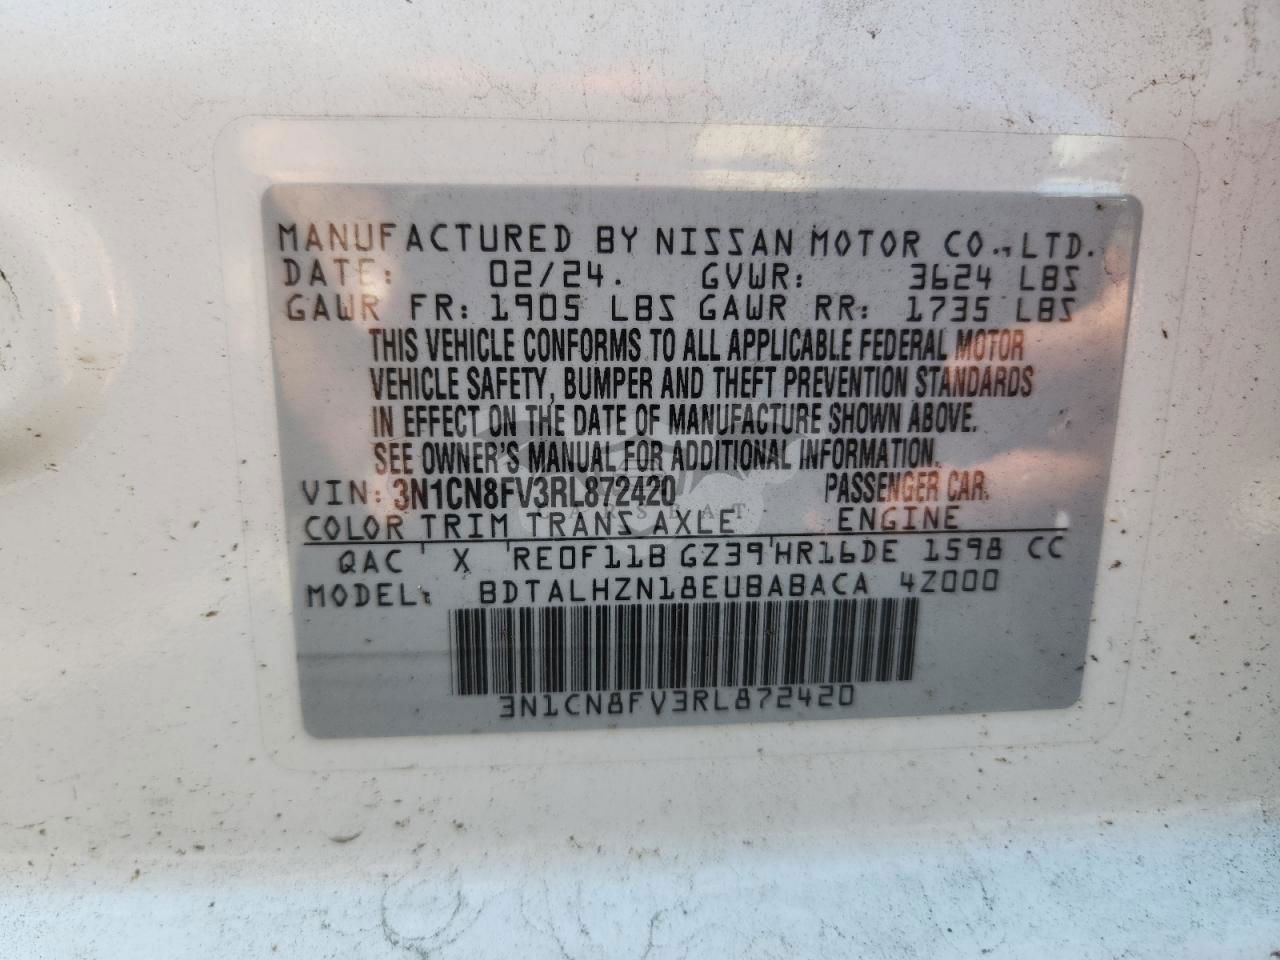 MANUFACTURED BY NISSAN MOTOR CO., LTD.
DATE: 02/24. GVWR: 3624 LBS
GAWR FR: 1905 LBS GAWR RR: 1735 LBS
THIS VEHICLE CONFORMS TO ALL APPLICABLE FEDERAL MOTOR
VEHICLE SAFETY, BUMPER AND THEFT PREVENTION STANDARDS
IN EFFECT ON THE DATE OF MANUFACTURE SHOWN ABOVE.
SEE OWNER'S MANUAL FOR ADDITIONAL INFORMATION.
VIN: 3N1CN8FV3RL872420 PASSENGER CAR.
COLOR TRIM TRANS AXLE ENGINE
QAC X RE0F11B GZ39 HR16DE 1598 CC
MODEL: BDTALHZN18EUBABACA 4Z000
3N1CN8FV3RL872420